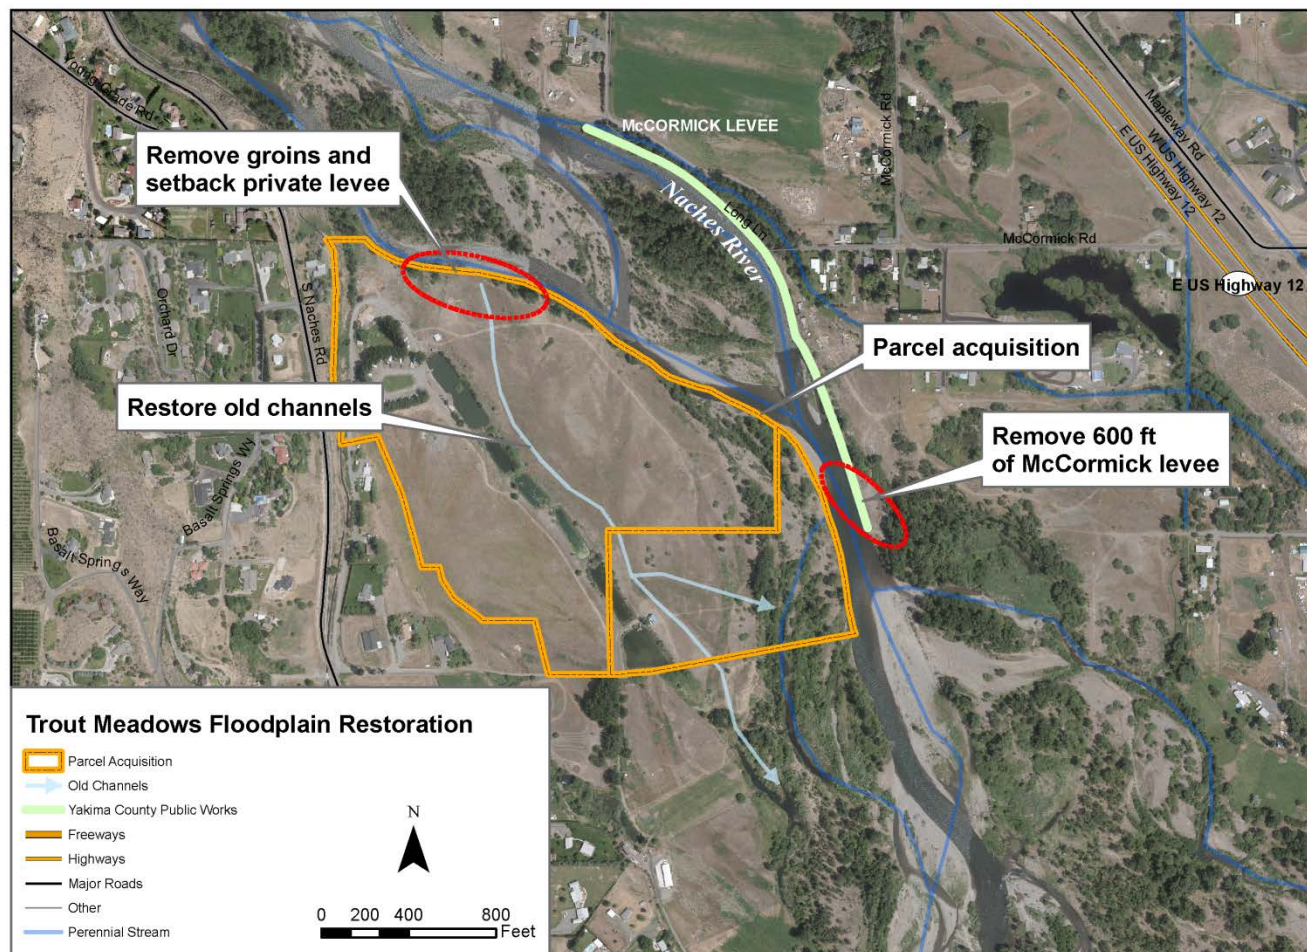 Young Grade Rd
Remove groins and
setback private levee
McCORMICK LEVEE
McCormick Rd
Mapleway Rd
W US Highway 12
E US Highway 12
Long Ln
Naches River
McCormick Rd
E US Highway 12
Orchard Dr
S Naches Rd
Parcel acquisition
Restore old channels
Remove 600 ft
of McCormick levee
Basalt Springs Wy
Basalt Springs Way
Trout Meadows Floodplain Restoration
Parcel Acquisition
Old Channels
Yakima County Public Works
Freeways
Highways
Major Roads
Other
Perennial Stream
N
0 200 400 800
Feet